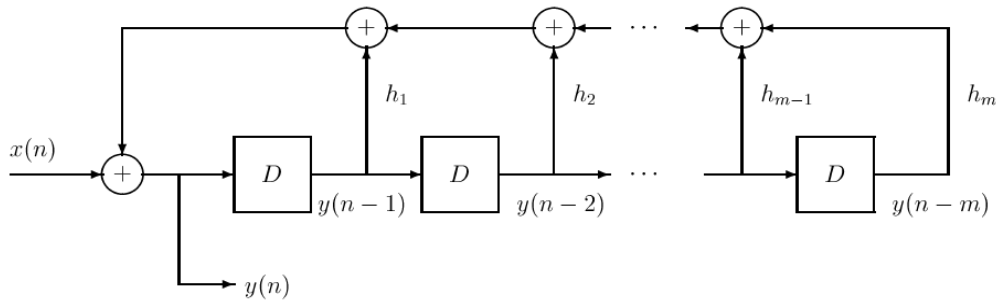 + + ··· +
h₁ h₂ hₘ₋₁ hₘ
x(n)
+ D D ··· D
y(n − 1) y(n − 2) y(n − m)
y(n)